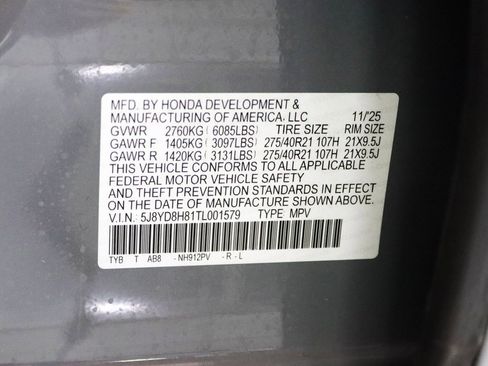 MFD. BY HONDA DEVELOPMENT &
MANUFACTURING OF AMERICA, LLC 11/'25
GVWR 2760KG ( 6085LBS) TIRE SIZE RIM SIZE
GAWR F 1405KG ( 3097LBS) 275/40R21 107H 21X9.5J
GAWR R 1420KG ( 3131LBS) 275/40R21 107H 21X9.5J
THIS VEHICLE CONFORMS TO ALL APPLICABLE
FEDERAL MOTOR VEHICLE SAFETY
AND THEFT PREVENTION STANDARDS IN EFFECT
ON THE DATE OF MANUFACTURE SHOWN ABOVE.
V.I.N.: 5J8YD8H81TL001579 TYPE MPV
TYB T AB8 -NH912PV -R-L